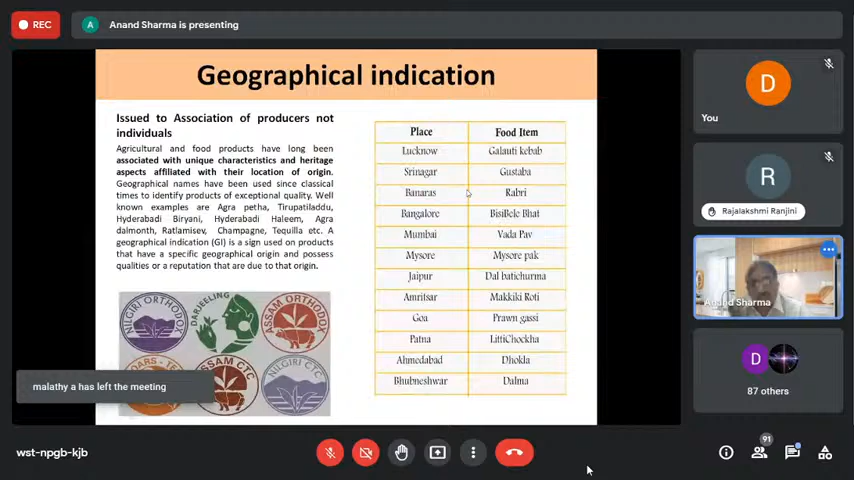 REC
A
Anand Sharma is presenting
Geographical indication
Issued to Association of producers not
individuals
Agricultural and food products have long been
associated with unique characteristics and heritage
aspects affiliated with their location of origin.
Geographical names have been used since classical
times to identify products of exceptional quality. Well
known examples are Agra petha, Tirupatiladdu,
Hyderabadi Biryani, Hyderabadi Haleem, Agra
dalmonth, Ratlamisev, Champagne, Tequilla etc. A
geographical indication (GI) is a sign used on products
that have a specific geographical origin and possess
qualities or a reputation that are due to that origin.
NILGIRI ORTHODOX
DARJEELING
ASSAM ORTHODOX
ASSAM CTC
NILGIRI CTC
Place Food Item
Lucknow Galauti kebab
Srinagar Gustaba
Banaras Rabri
Bangalore BisiBele Bhat
Mumbai Vada Pav
Mysore Mysore pak
Jaipur Dal batichurma
Amritsar Makkiki Roti
Goa Prawn gassi
Patna LittiChockha
Ahmedabad Dhokla
Bhubneshwar Dalma
D
You
R
Rajalakshmi Ranjini
Anand Sharma
D
87 others
malathy a has left the meeting
wst-npgb-kjb
91